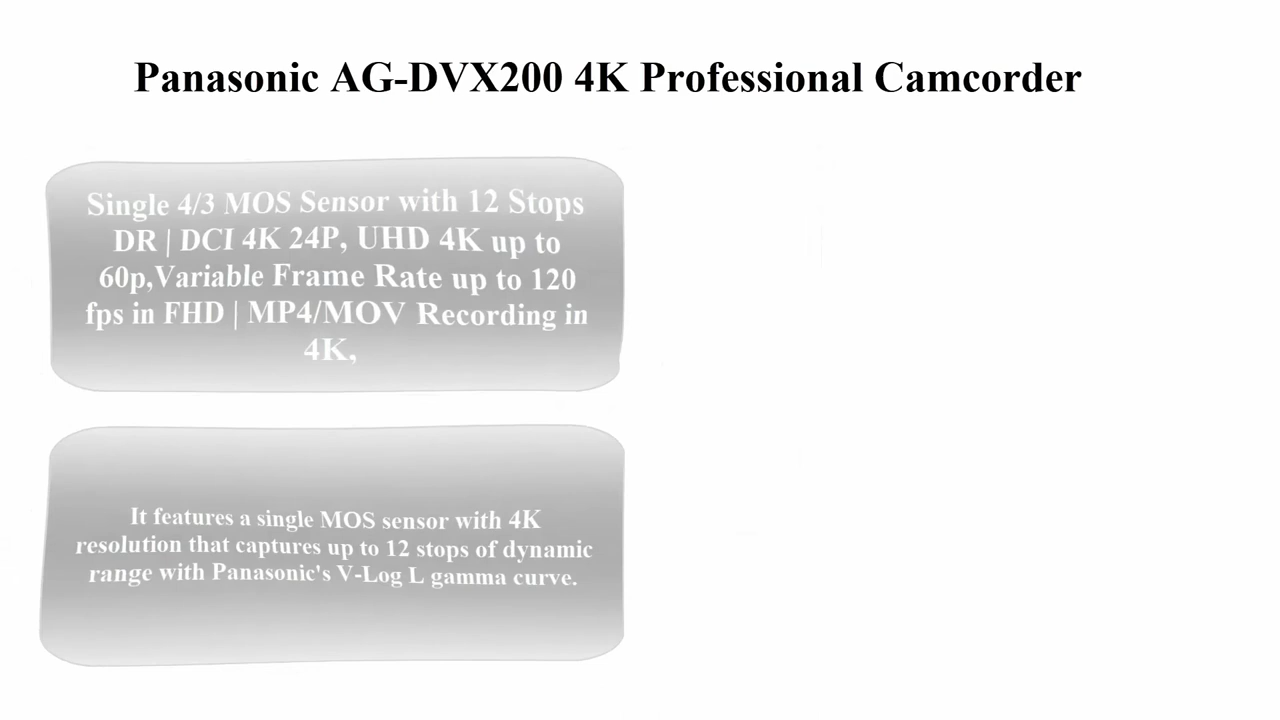 Panasonic AG-DVX200 4K Professional Camcorder
Single 4/3 MOS Sensor with 12 Stops
DR | DCI 4K 24P, UHD 4K up to
60p,Variable Frame Rate up to 120
fps in FHD | MP4/MOV Recording in
4K,
It features a single MOS sensor with 4K
resolution that captures up to 12 stops of dynamic
range with Panasonic's V-Log L gamma curve.